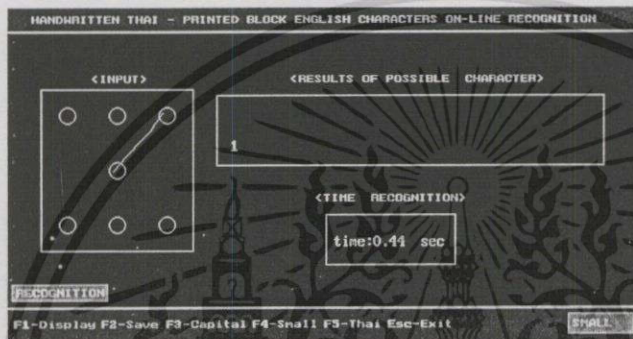 HANDWRITTEN THAI - PRINTED BLOCK ENGLISH CHARACTERS ON-LINE RECOGNITION
<INPUT>
<RESULTS OF POSSIBLE CHARACTER>
1
<TIME RECOGNITION>
time:0.44 sec
RECOGNITION
F1-Display F2-Save F3-Capital F4-Small F5-Thai Esc-Exit
SMALL